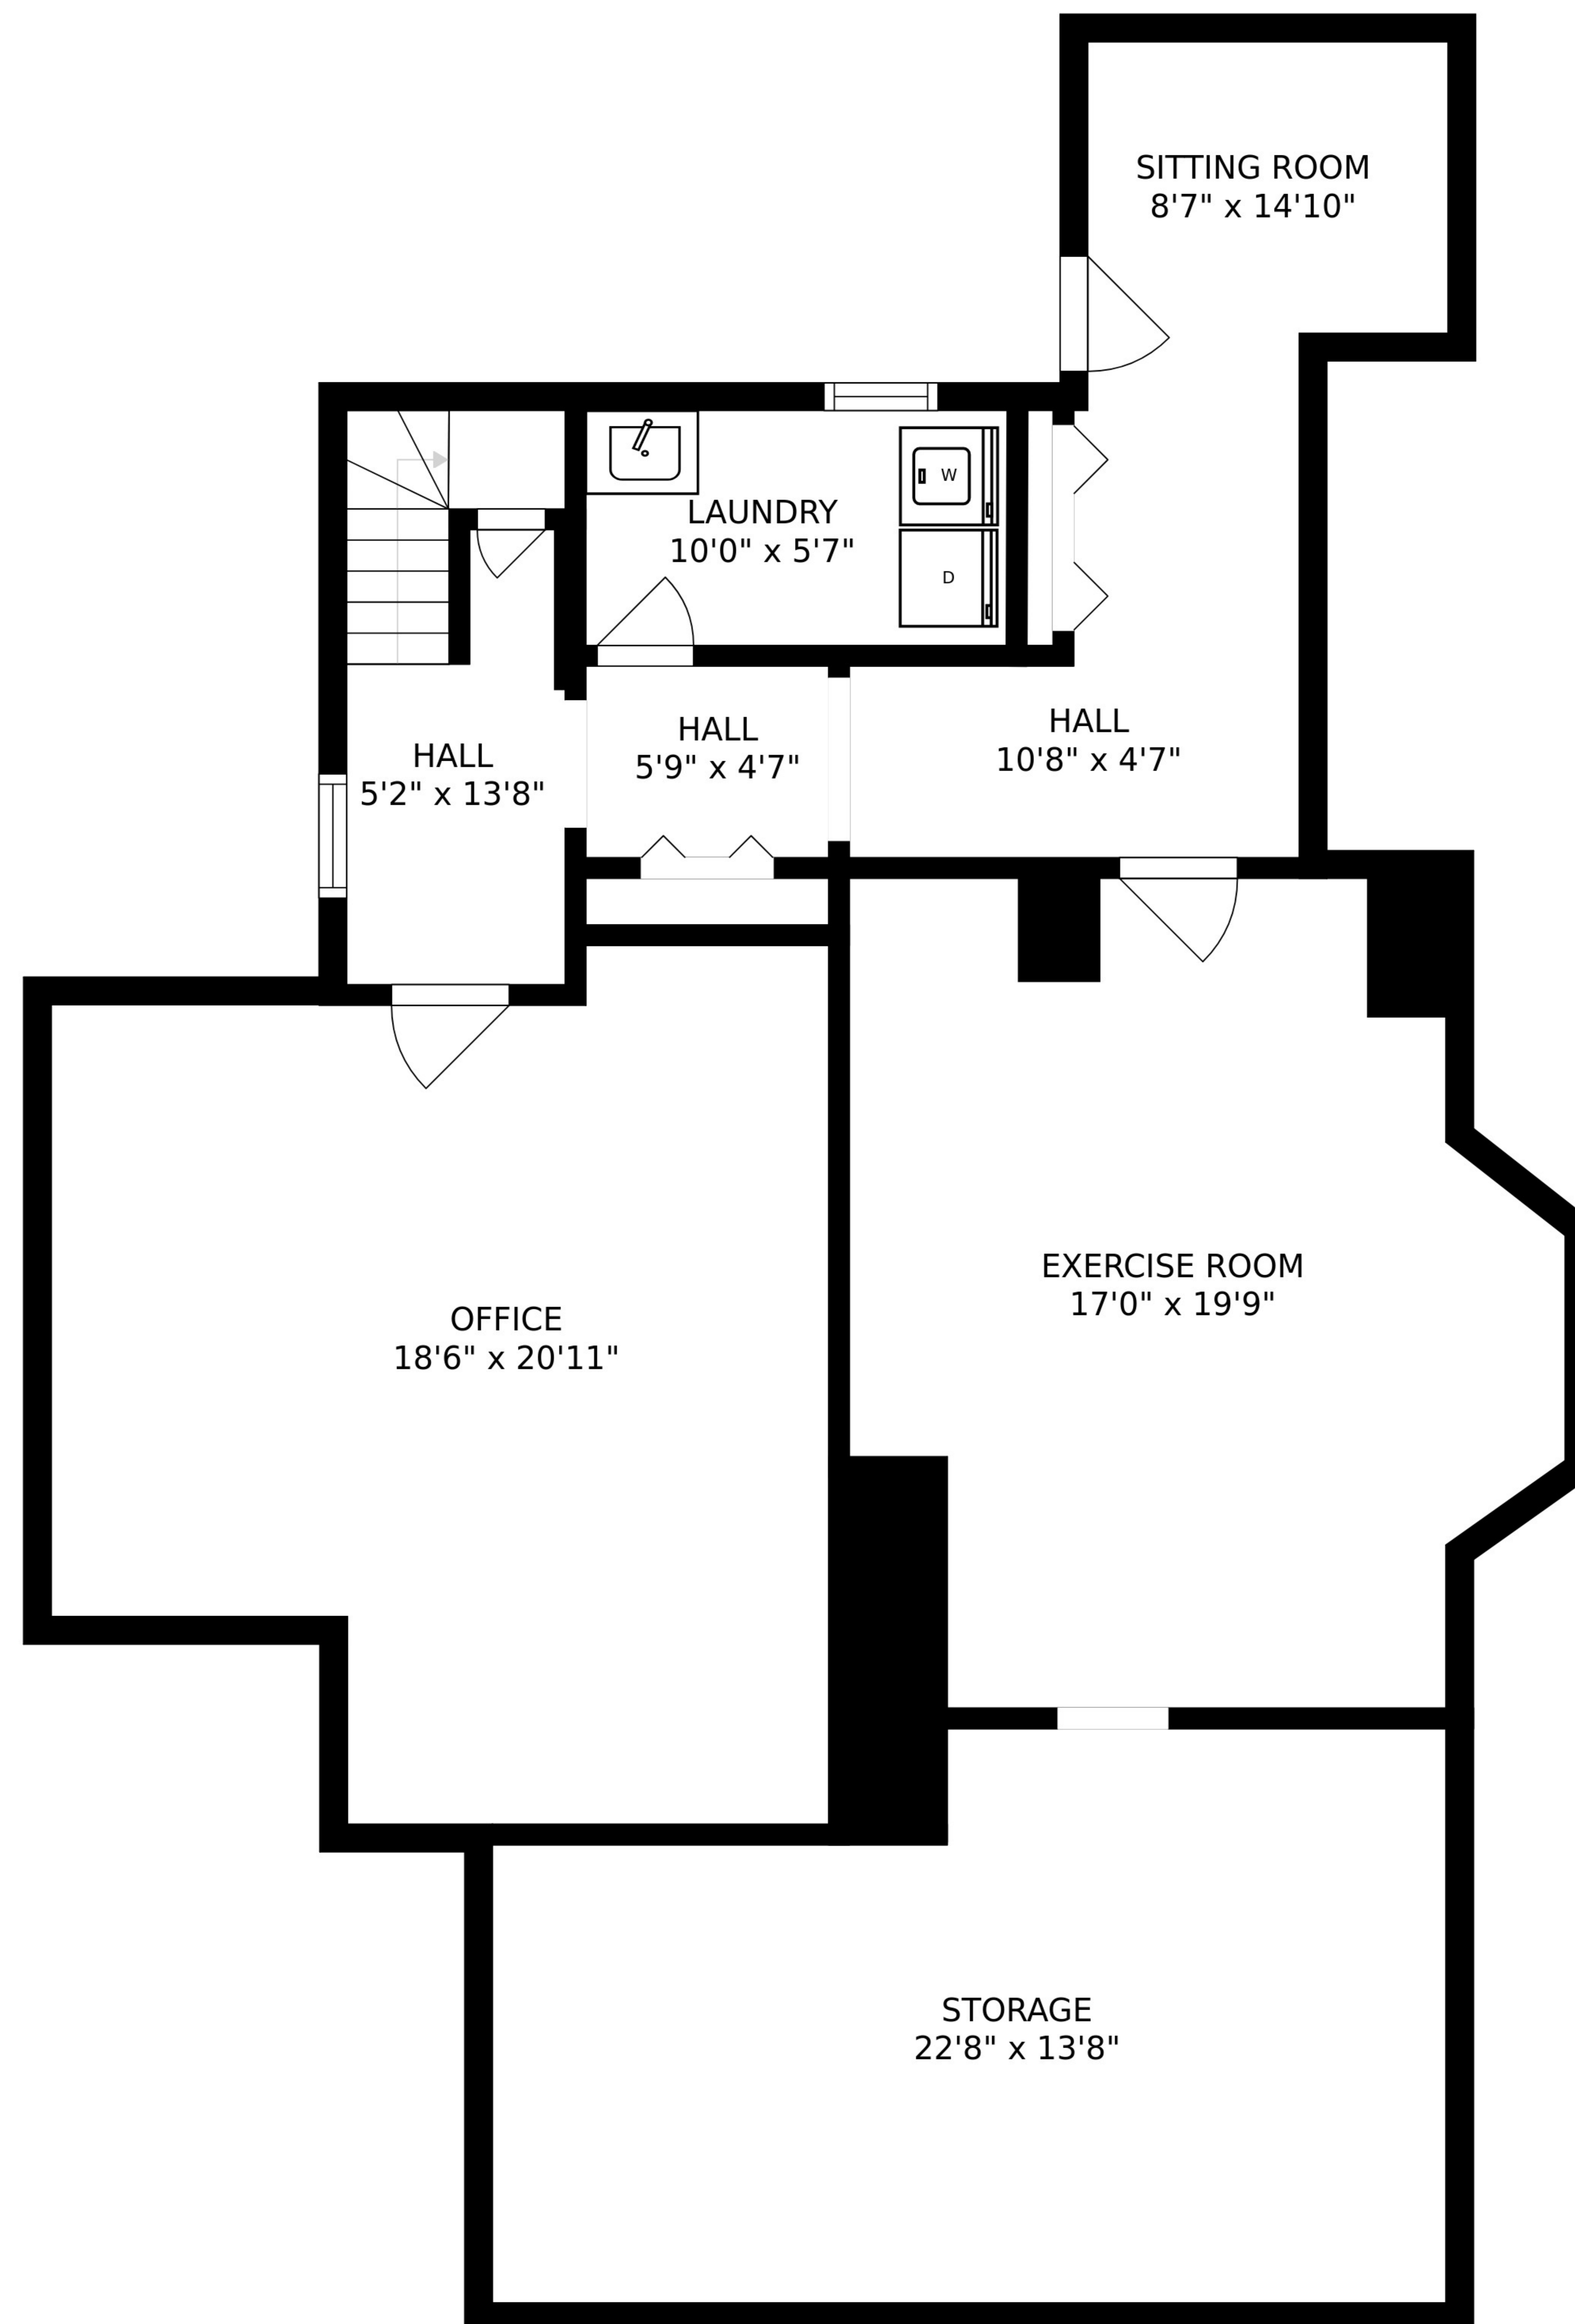 SITTING ROOM
8'7" x 14'10"
W
LAUNDRY
10'0" x 5'7"
D
HALL
5'2" x 13'8"
HALL
5'9" x 4'7"
HALL
10'8" x 4'7"
EXERCISE ROOM
17'0" x 19'9"
OFFICE
18'6" x 20'11"
STORAGE
22'8" x 13'8"